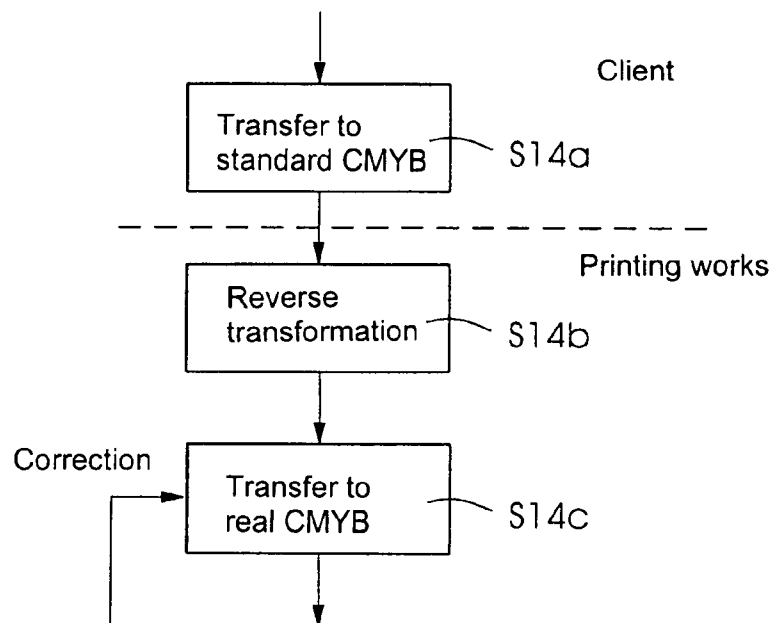 Client
Transfer to
standard CMYB
S14a
Printing works
Reverse
transformation
S14b
Correction
Transfer to
real CMYB
S14c